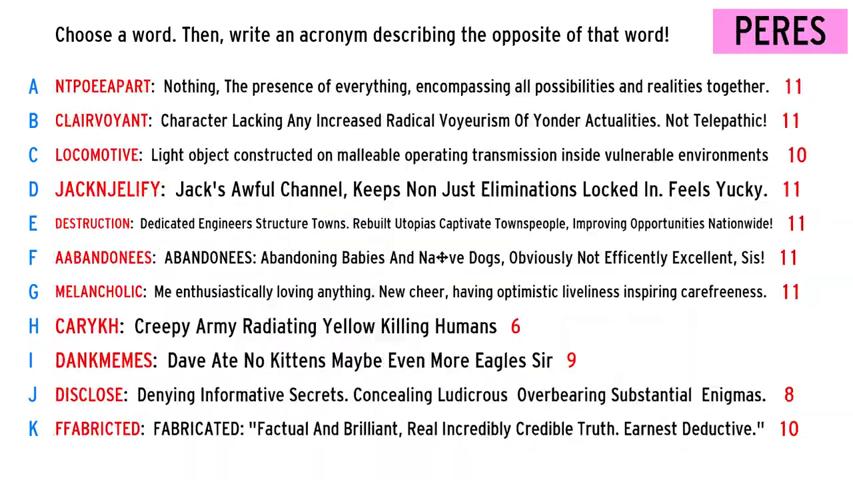 Choose a word. Then, write an acronym describing the opposite of that word!
PERES
A NTPOEEAPART: Nothing, The presence of everything, encompassing all possibilities and realities together. 11
B CLAIRVOYANT: Character Lacking Any Increased Radical Voyeurism Of Yonder Actualities. Not Telepathic! 11
C LOCOMOTIVE: Light object constructed on malleable operating transmission inside vulnerable environments 10
D JACKNJELIFY: Jack's Awful Channel, Keeps Non Just Eliminations Locked In. Feels Yucky. 11
E DESTRUCTION: Dedicated Engineers Structure Towns. Rebuilt Utopias Captivate Townspeople, Improving Opportunities Nationwide! 11
F AABANDONEES: ABANDONEES: Abandoning Babies And Na✢ve Dogs, Obviously Not Efficently Excellent, Sis! 11
G MELANCHOLIC: Me enthusiastically loving anything. New cheer, having optimistic liveliness inspiring carefreeness. 11
H CARYKH: Creepy Army Radiating Yellow Killing Humans 6
I DANKMEMES: Dave Ate No Kittens Maybe Even More Eagles Sir 9
J DISCLOSE: Denying Informative Secrets. Concealing Ludicrous Overbearing Substantial Enigmas. 8
K FFABRICTED: FABRICATED: "Factual And Brilliant, Real Incredibly Credible Truth. Earnest Deductive." 10